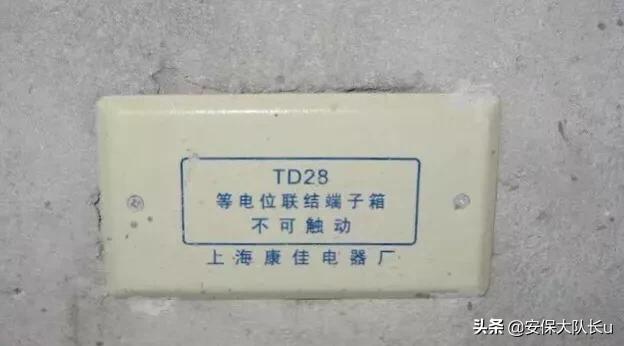 TD28
等电位联结端子箱
不可触动
上海康佳电器厂
头条 @安保大队长u